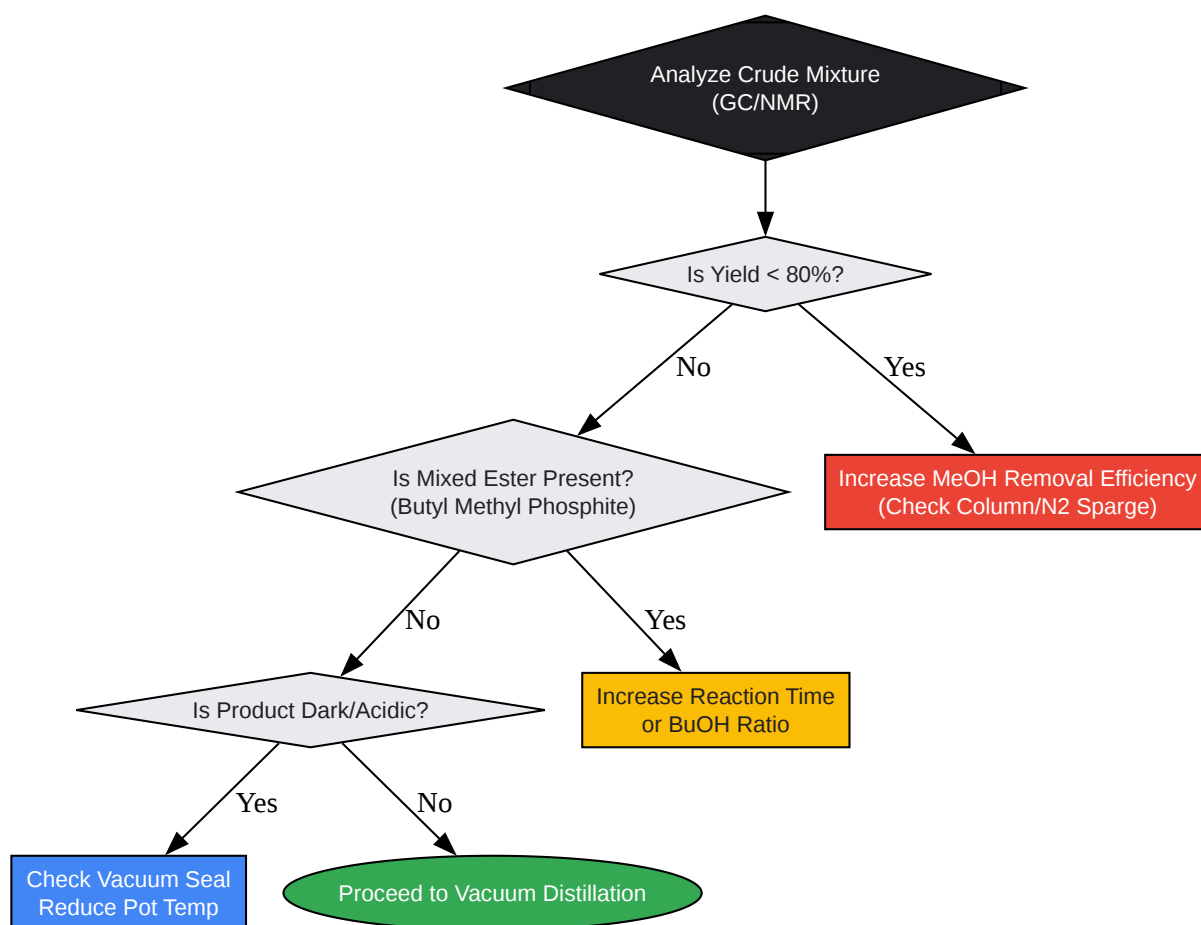 Analyze Crude Mixture
(GC/NMR)
Is Yield < 80%?
No
Yes
Is Mixed Ester Present?
(Butyl Methyl Phosphite)
Increase MeOH Removal Efficiency
(Check Column/N2 Sparge)
No
Yes
Is Product Dark/Acidic?
Increase Reaction Time
or BuOH Ratio
Yes
No
Check Vacuum Seal
Reduce Pot Temp
Proceed to Vacuum Distillation